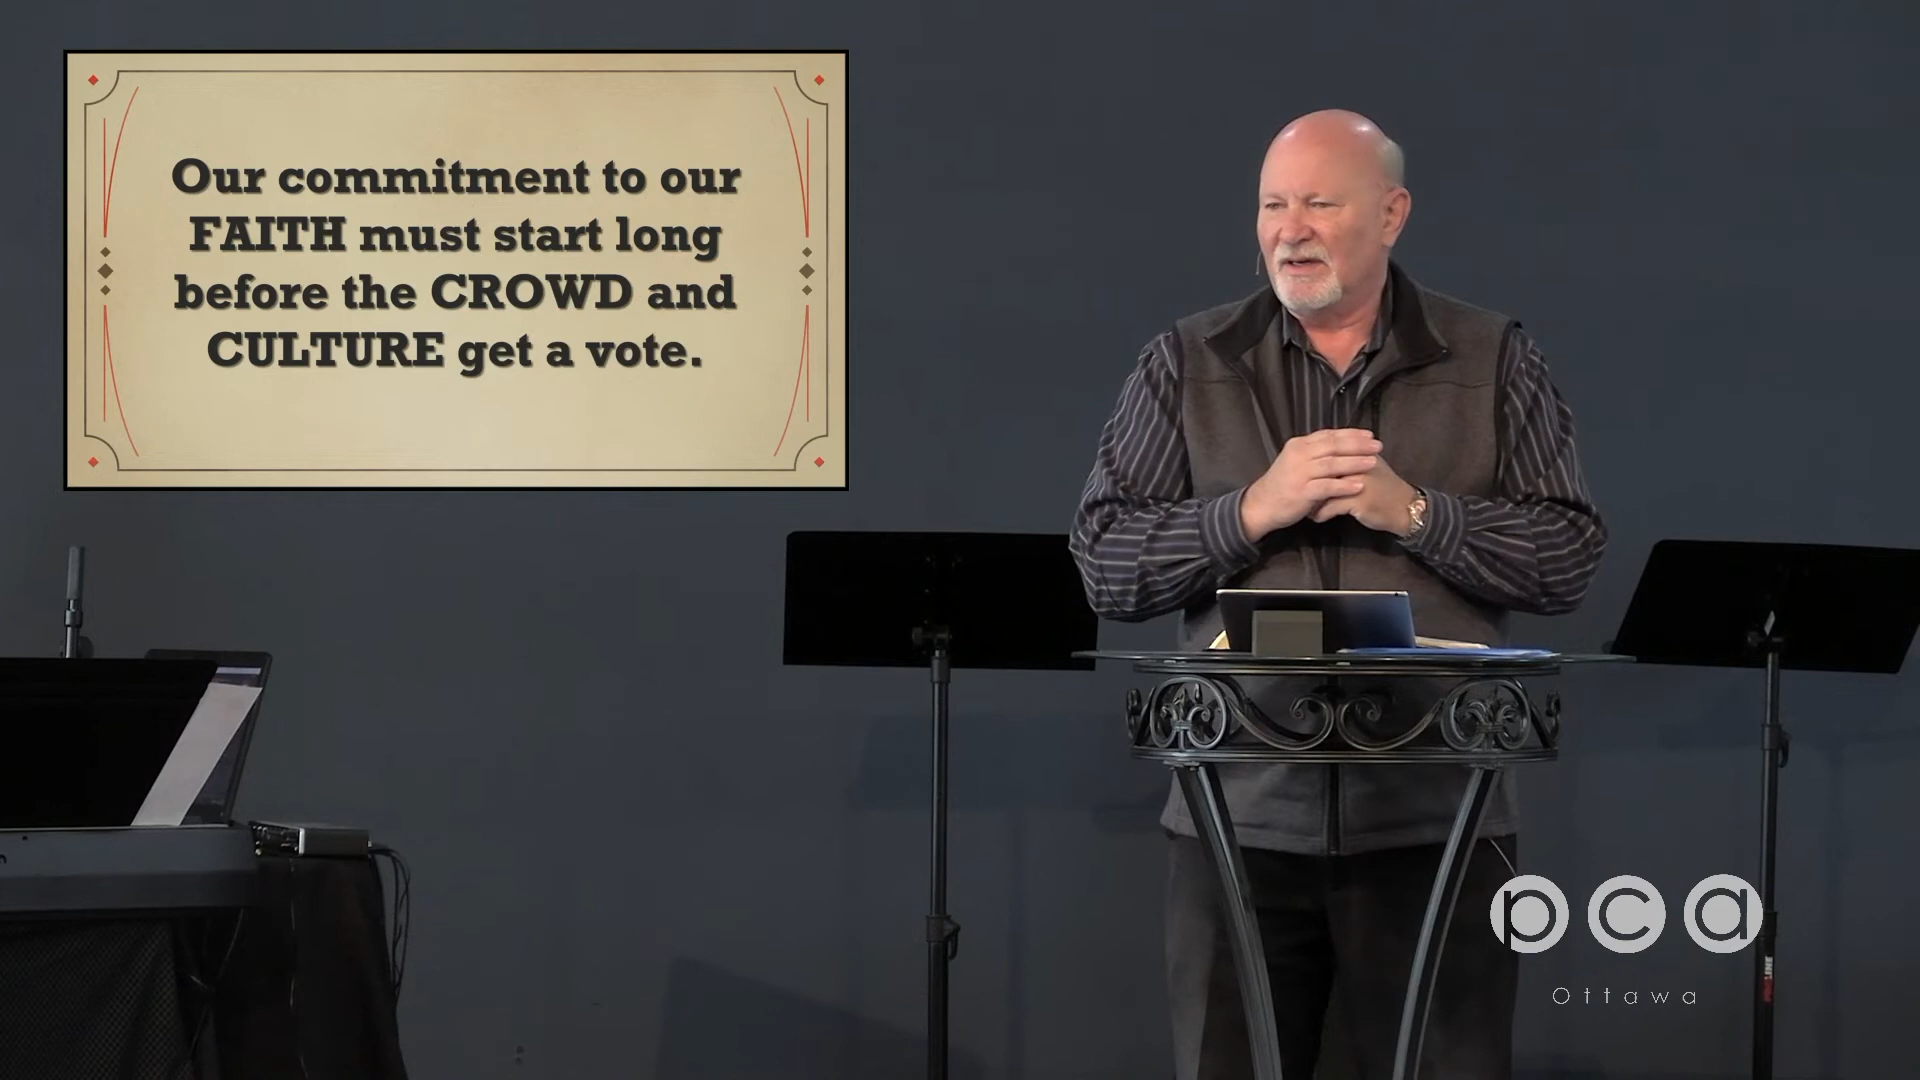 Our commitment to our
FAITH must start long
before the CROWD and
CULTURE get a vote.
pca
Ottawa